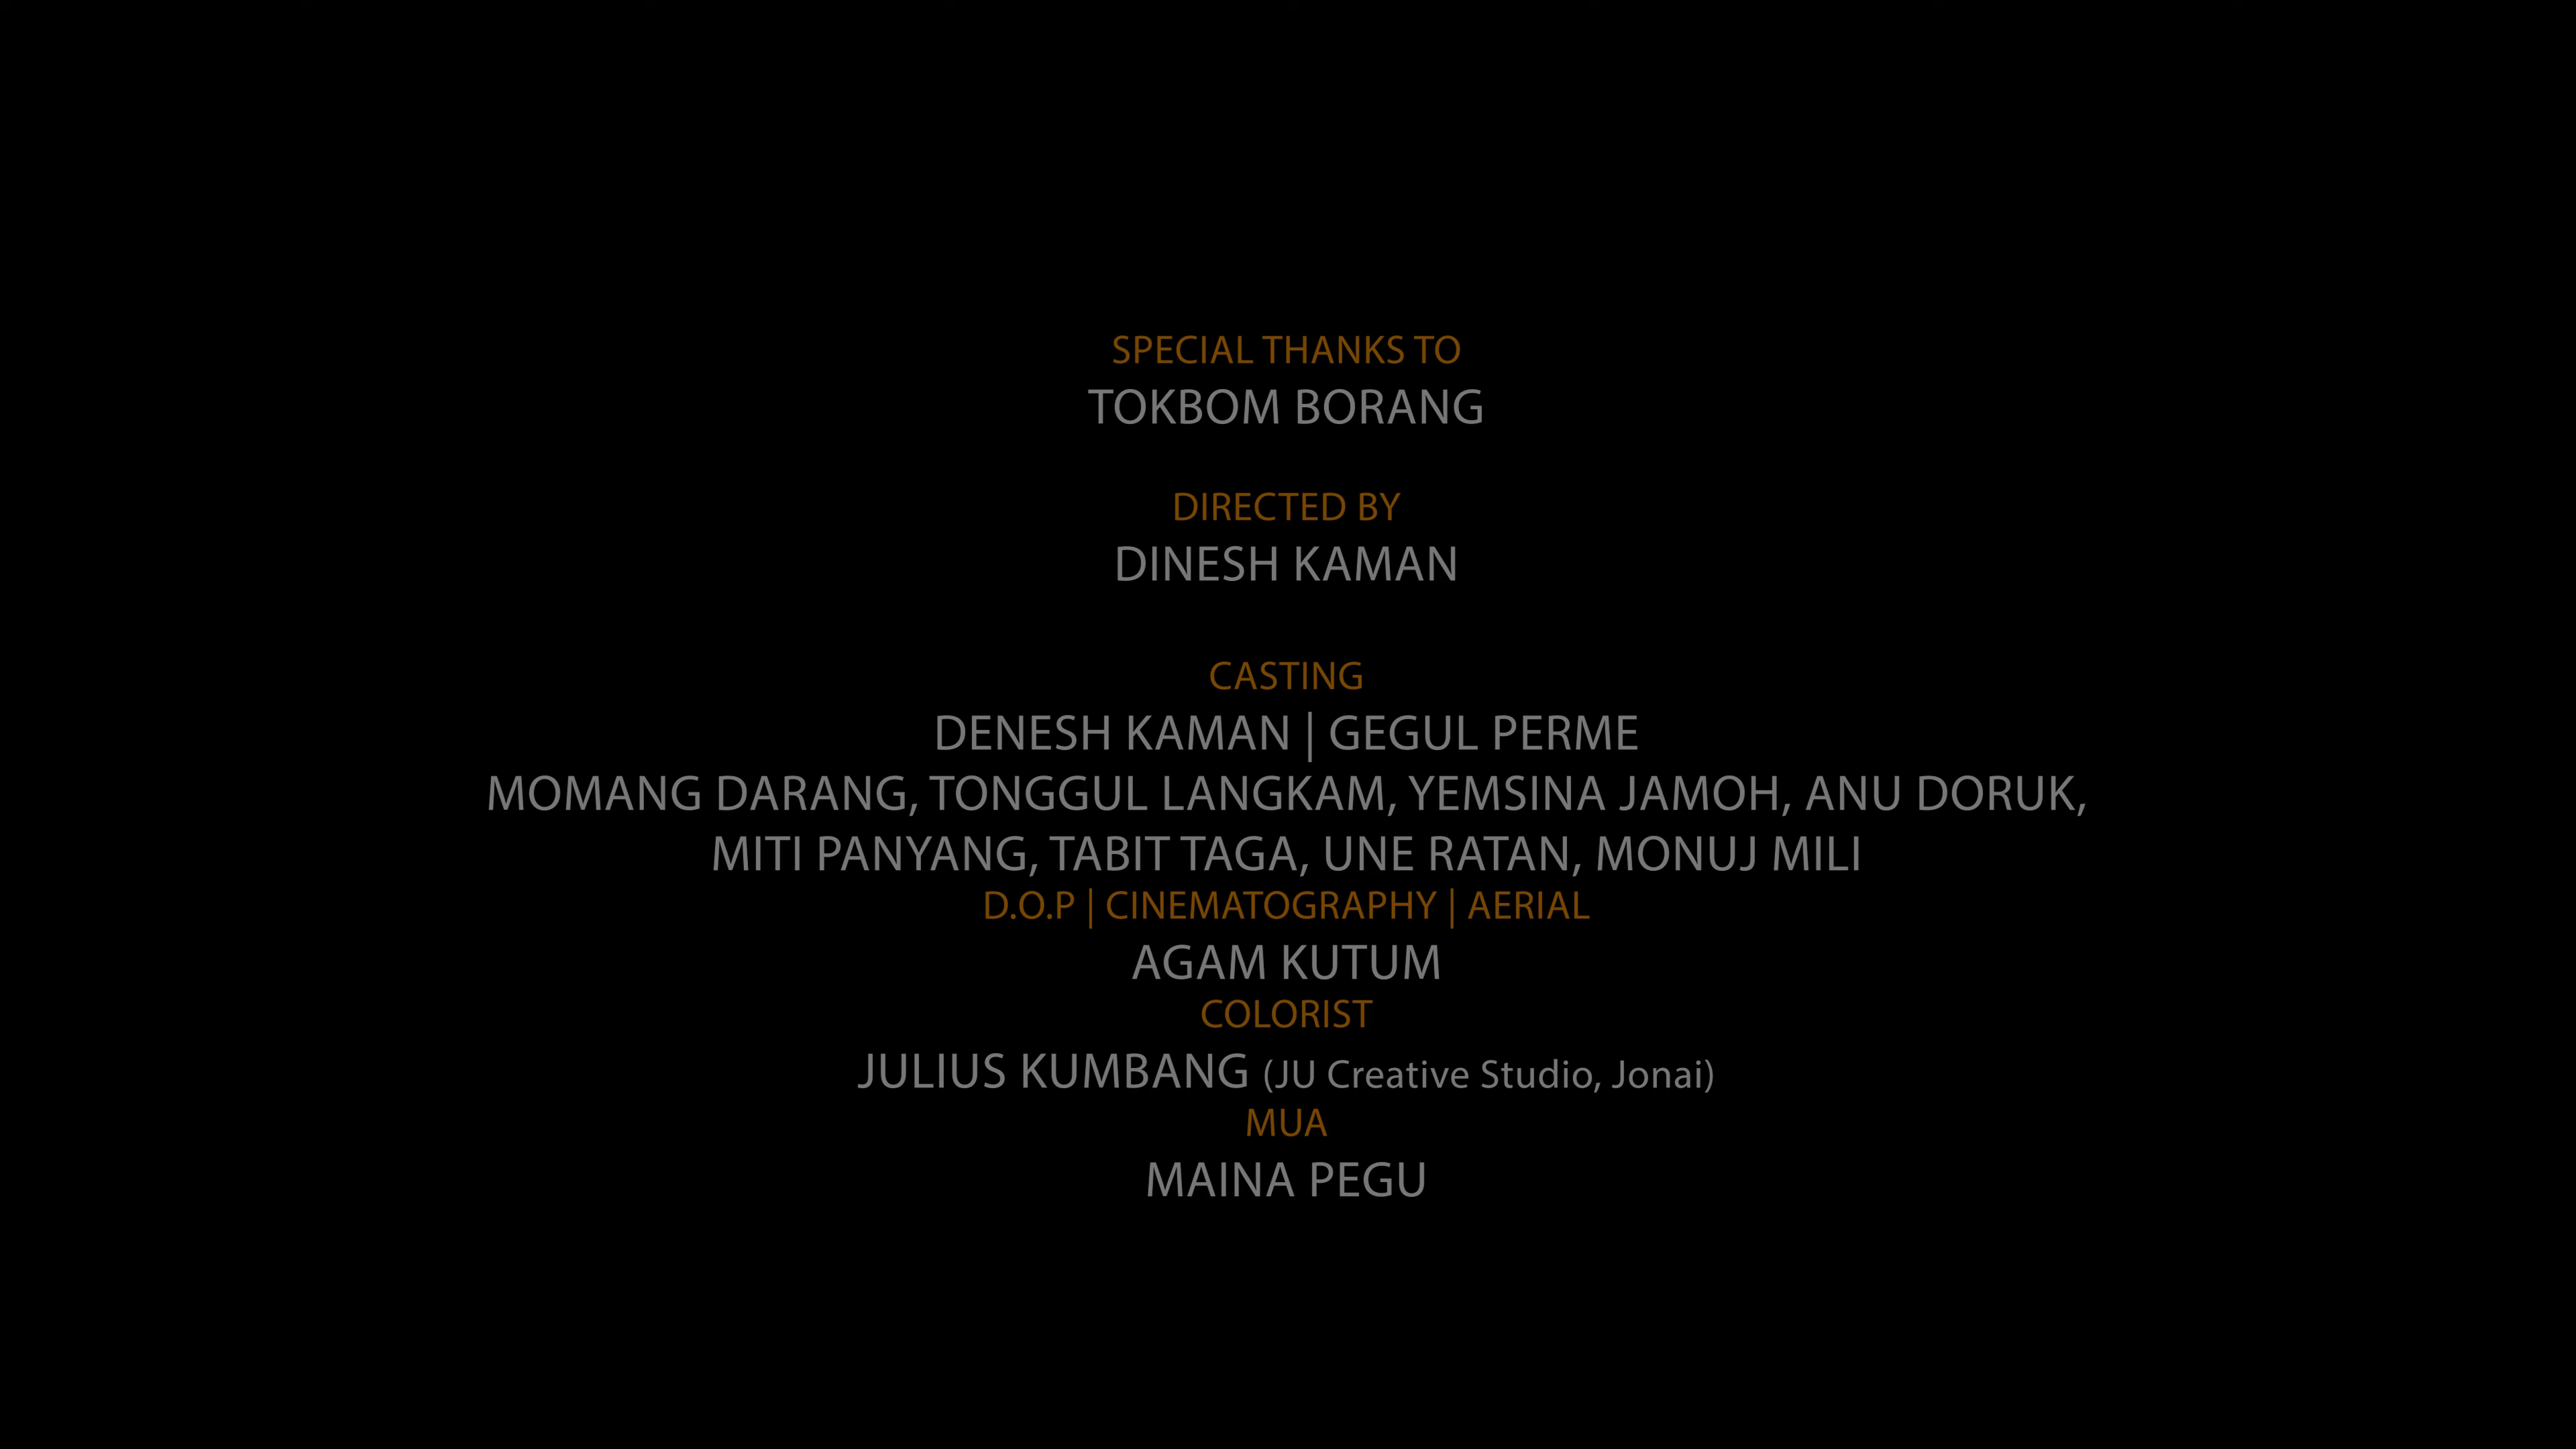 SPECIAL THANKS TO
TOKBOM BORANG
DIRECTED BY
DINESH KAMAN
CASTING
DENESH KAMAN | GEGUL PERME
MOMANG DARANG, TONGGUL LANGKAM, YEMSINA JAMOH, ANU DORUK,
MITI PANYANG, TABIT TAGA, UNE RATAN, MONUJ MILI
D.O.P | CINEMATOGRAPHY | AERIAL
AGAM KUTUM
COLORIST
JULIUS KUMBANG (JU Creative Studio, Jonai)
MUA
MAINA PEGU